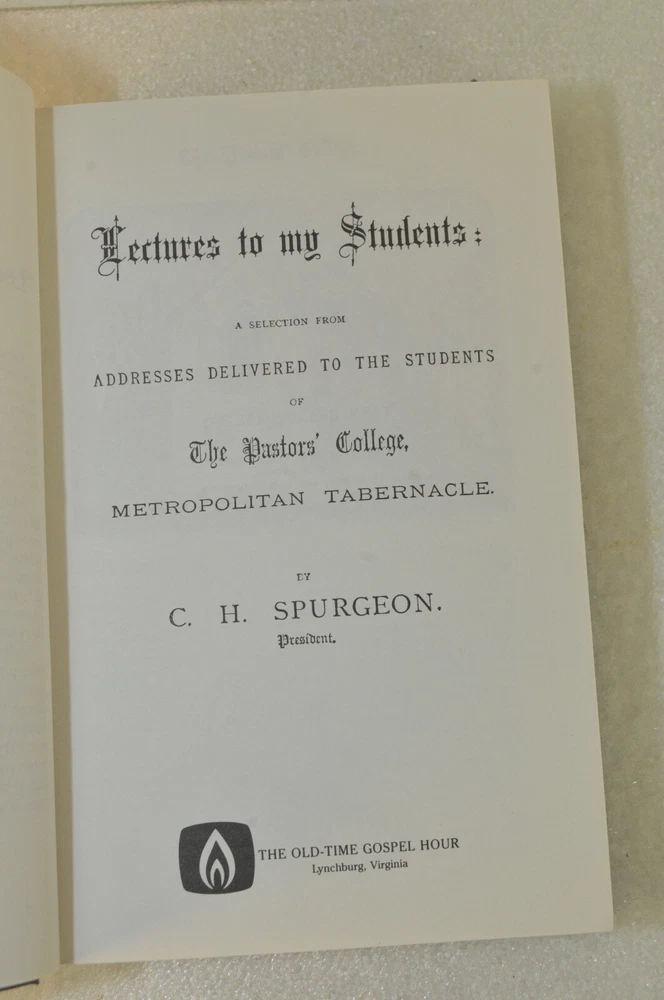 Lectures to my Students:
A SELECTION FROM
ADDRESSES DELIVERED TO THE STUDENTS
OF
The Pastors' College,
METROPOLITAN TABERNACLE.
BY
C. H. SPURGEON.
President.
THE OLD-TIME GOSPEL HOUR
Lynchburg, Virginia